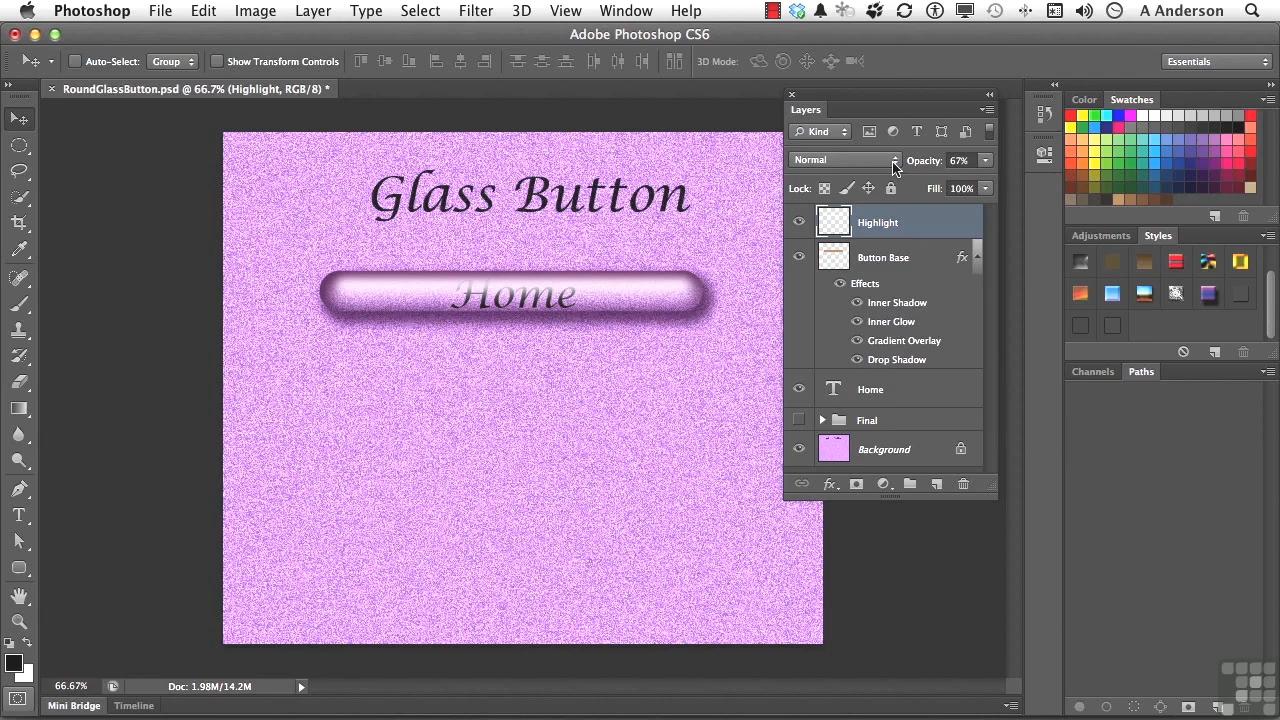 Photoshop File Edit Image Layer Type Select Filter 3D View Window Help A Anderson
Adobe Photoshop CS6
Auto-Select: Group Show Transform Controls 3D Mode: Essentials
RoundGlassButton.psd @ 66.7% (Highlight, RGB/8) *
Layers
Kind
Normal Opacity: 67%
Lock: Fill: 100%
Highlight
Button Base fx
Effects
Inner Shadow
Inner Glow
Gradient Overlay
Drop Shadow
T Home
Final
Background
fx
Color Swatches
Adjustments Styles
Channels Paths
Glass Button
Home
66.67% Doc: 1.98M/14.2M
Mini Bridge Timeline